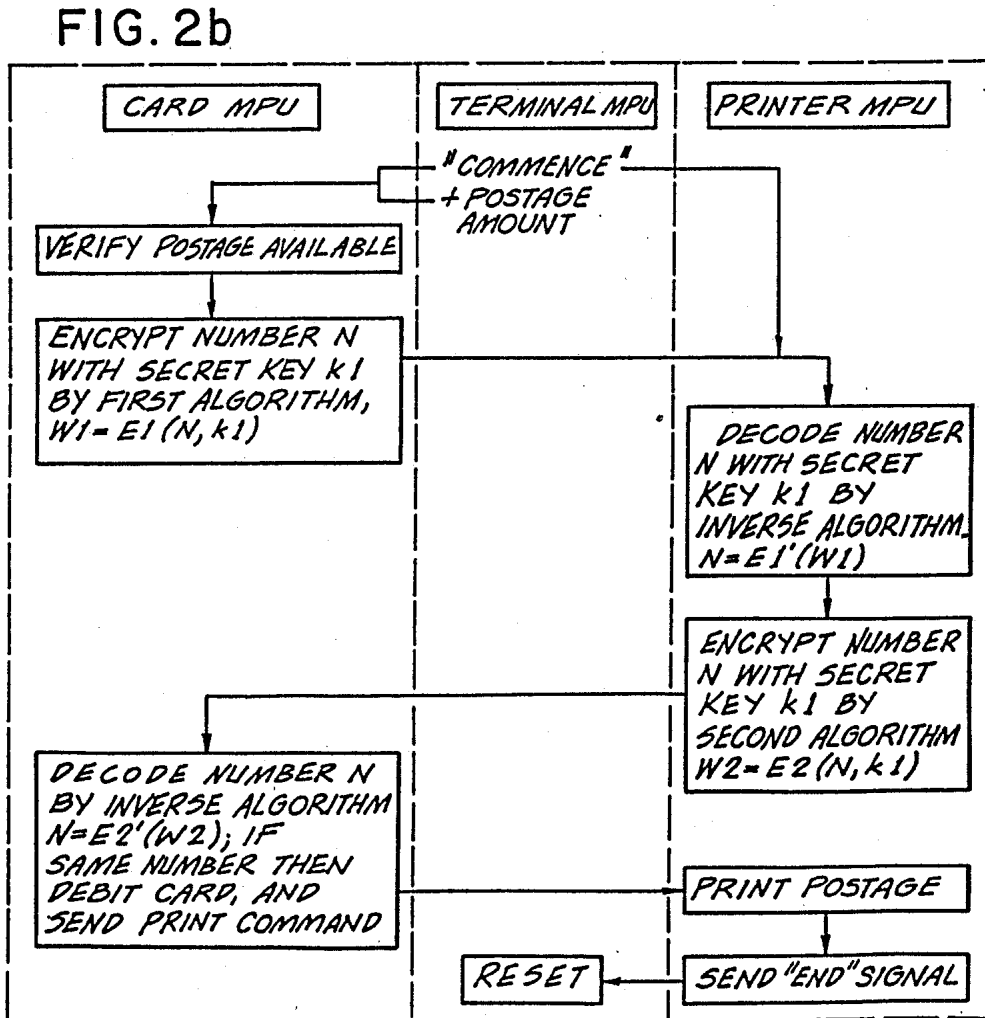 FIG. 2b
CARD MPU
TERMINAL MPU
PRINTER MPU
"COMMENCE"
+ POSTAGE
AMOUNT
VERIFY POSTAGE AVAILABLE
ENCRYPT NUMBER N
WITH SECRET KEY k1
BY FIRST ALGORITHM,
W1= E1 (N, k1)
DECODE NUMBER
N WITH SECRET
KEY k1 BY
INVERSE ALGORITHM
N=E1'(W1)
ENCRYPT NUMBER
N WITH SECRET
KEY k1 BY
SECOND ALGORITHM
W2=E2(N, k1)
DECODE NUMBER N
BY INVERSE ALGORITHM
N=E2'(W2); IF
SAME NUMBER THEN
DEBIT CARD, AND
SEND PRINT COMMAND
PRINT POSTAGE
SEND "END" SIGNAL
RESET